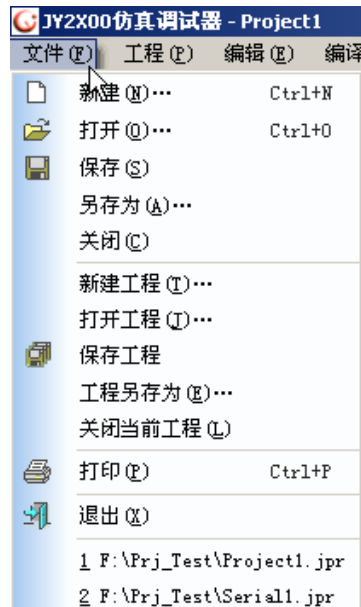 JY2X00仿真调试器 - Project1
文件(F) 工程(P) 编辑(E) 编译
新建(N)··· Ctrl+N
打开(O)··· Ctrl+O
保存(S)
另存为(A)···
关闭(C)
新建工程(T)···
打开工程(J)···
保存工程
工程另存为(E)···
关闭当前工程(L)
打印(P) Ctrl+P
退出(X)
1 F:\Prj_Test\Project1.jpr
2 F:\Prj_Test\Serial1.jpr